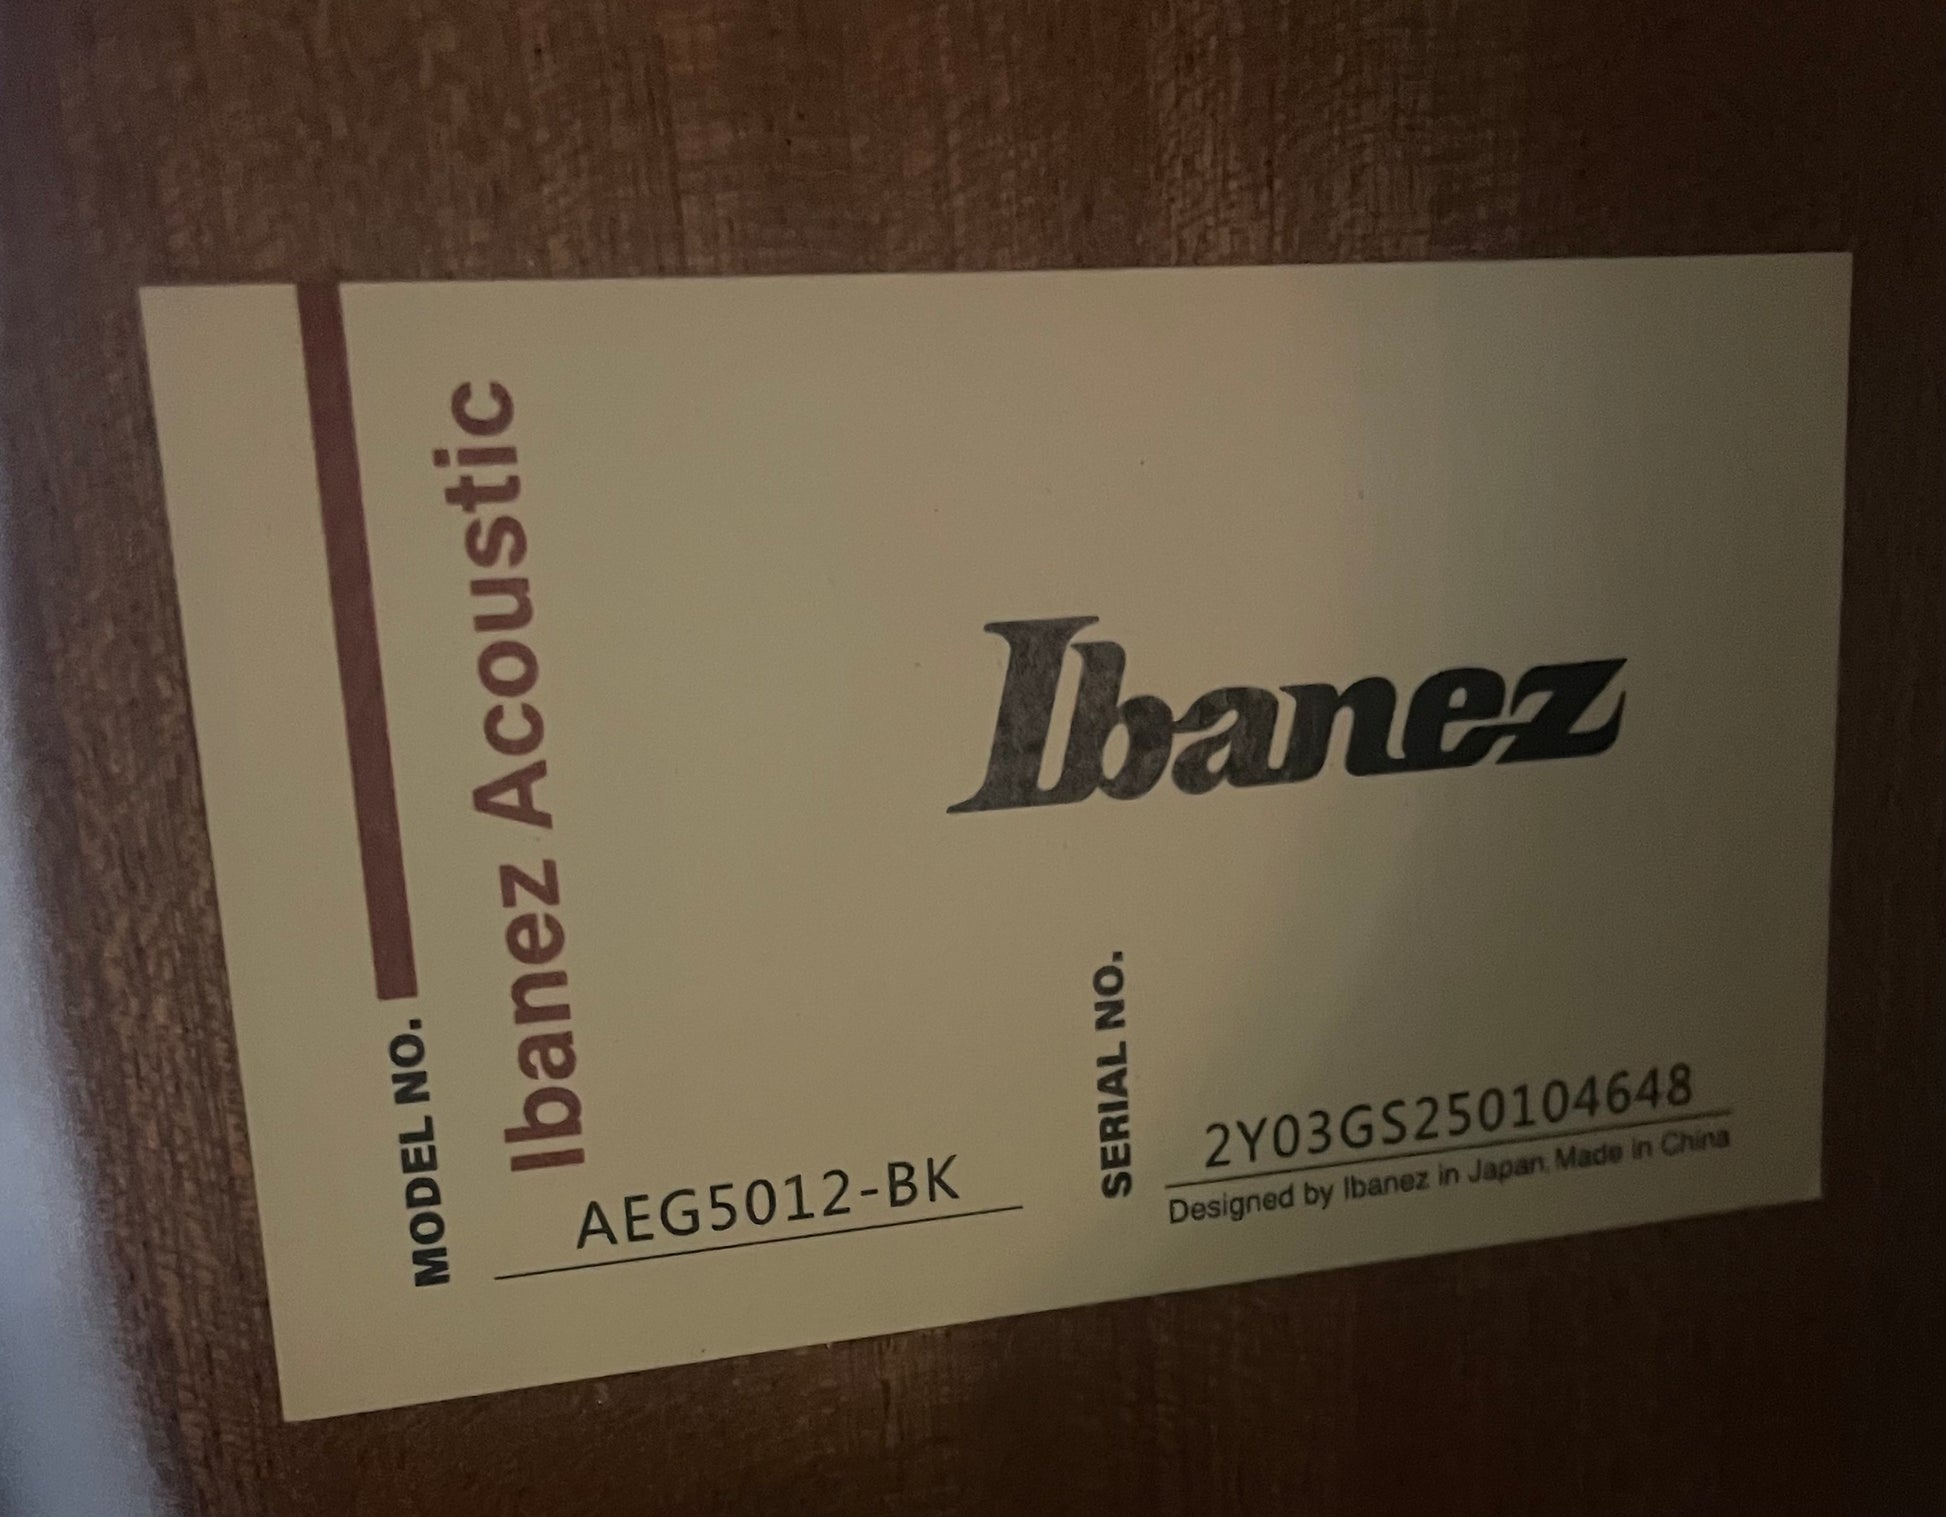 Ibanez Acoustic
Ibanez
MODEL NO.
AEG5012-BK
SERIAL NO.
2Y03GS250104648
Designed by Ibanez in Japan, Made in China